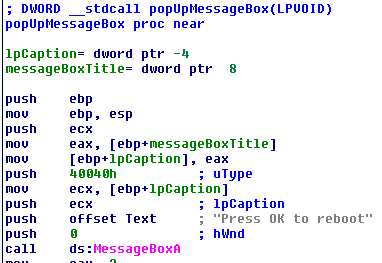 ; DWORD __stdcall popUpMessageBox(LPVOID)
popUpMessageBox proc near
lpCaption= dword ptr -4
messageBoxTitle= dword ptr 8
push ebp
mov ebp, esp
push ecx
mov eax, [ebp+messageBoxTitle]
mov [ebp+lpCaption], eax
push 40040h ; uType
mov ecx, [ebp+lpCaption]
push ecx ; lpCaption
push offset Text ; "Press OK to reboot"
push 0 ; hWnd
call ds:MessageBoxA